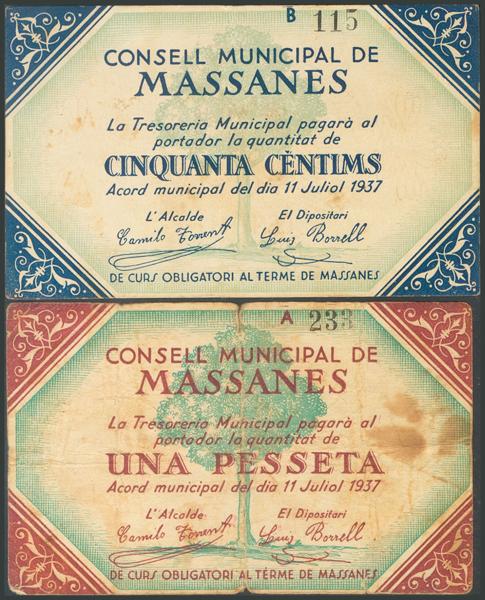 B 115
CONSELL MUNICIPAL DE
MASSANES
La Tresoreria Municipal pagarà al
portador la quantitat de
CINQUANTA CÈNTIMS
Acord municipal del dia 11 Juliol 1937
L'Alcalde El Dipositari
Camilo Torrent Luis Borrell
DE CURS OBLIGATORI AL TERME DE MASSANES
A 233
CONSELL MUNICIPAL DE
MASSANES
La Tresoreria Municipal pagarà al
portador la quantitat de
UNA PESSETA
Acord municipal del dia 11 Juliol 1937
L'Alcalde El Dipositari
Camilo Torrent Luis Borrell
DE CURS OBLIGATORI AL TERME DE MASSANES